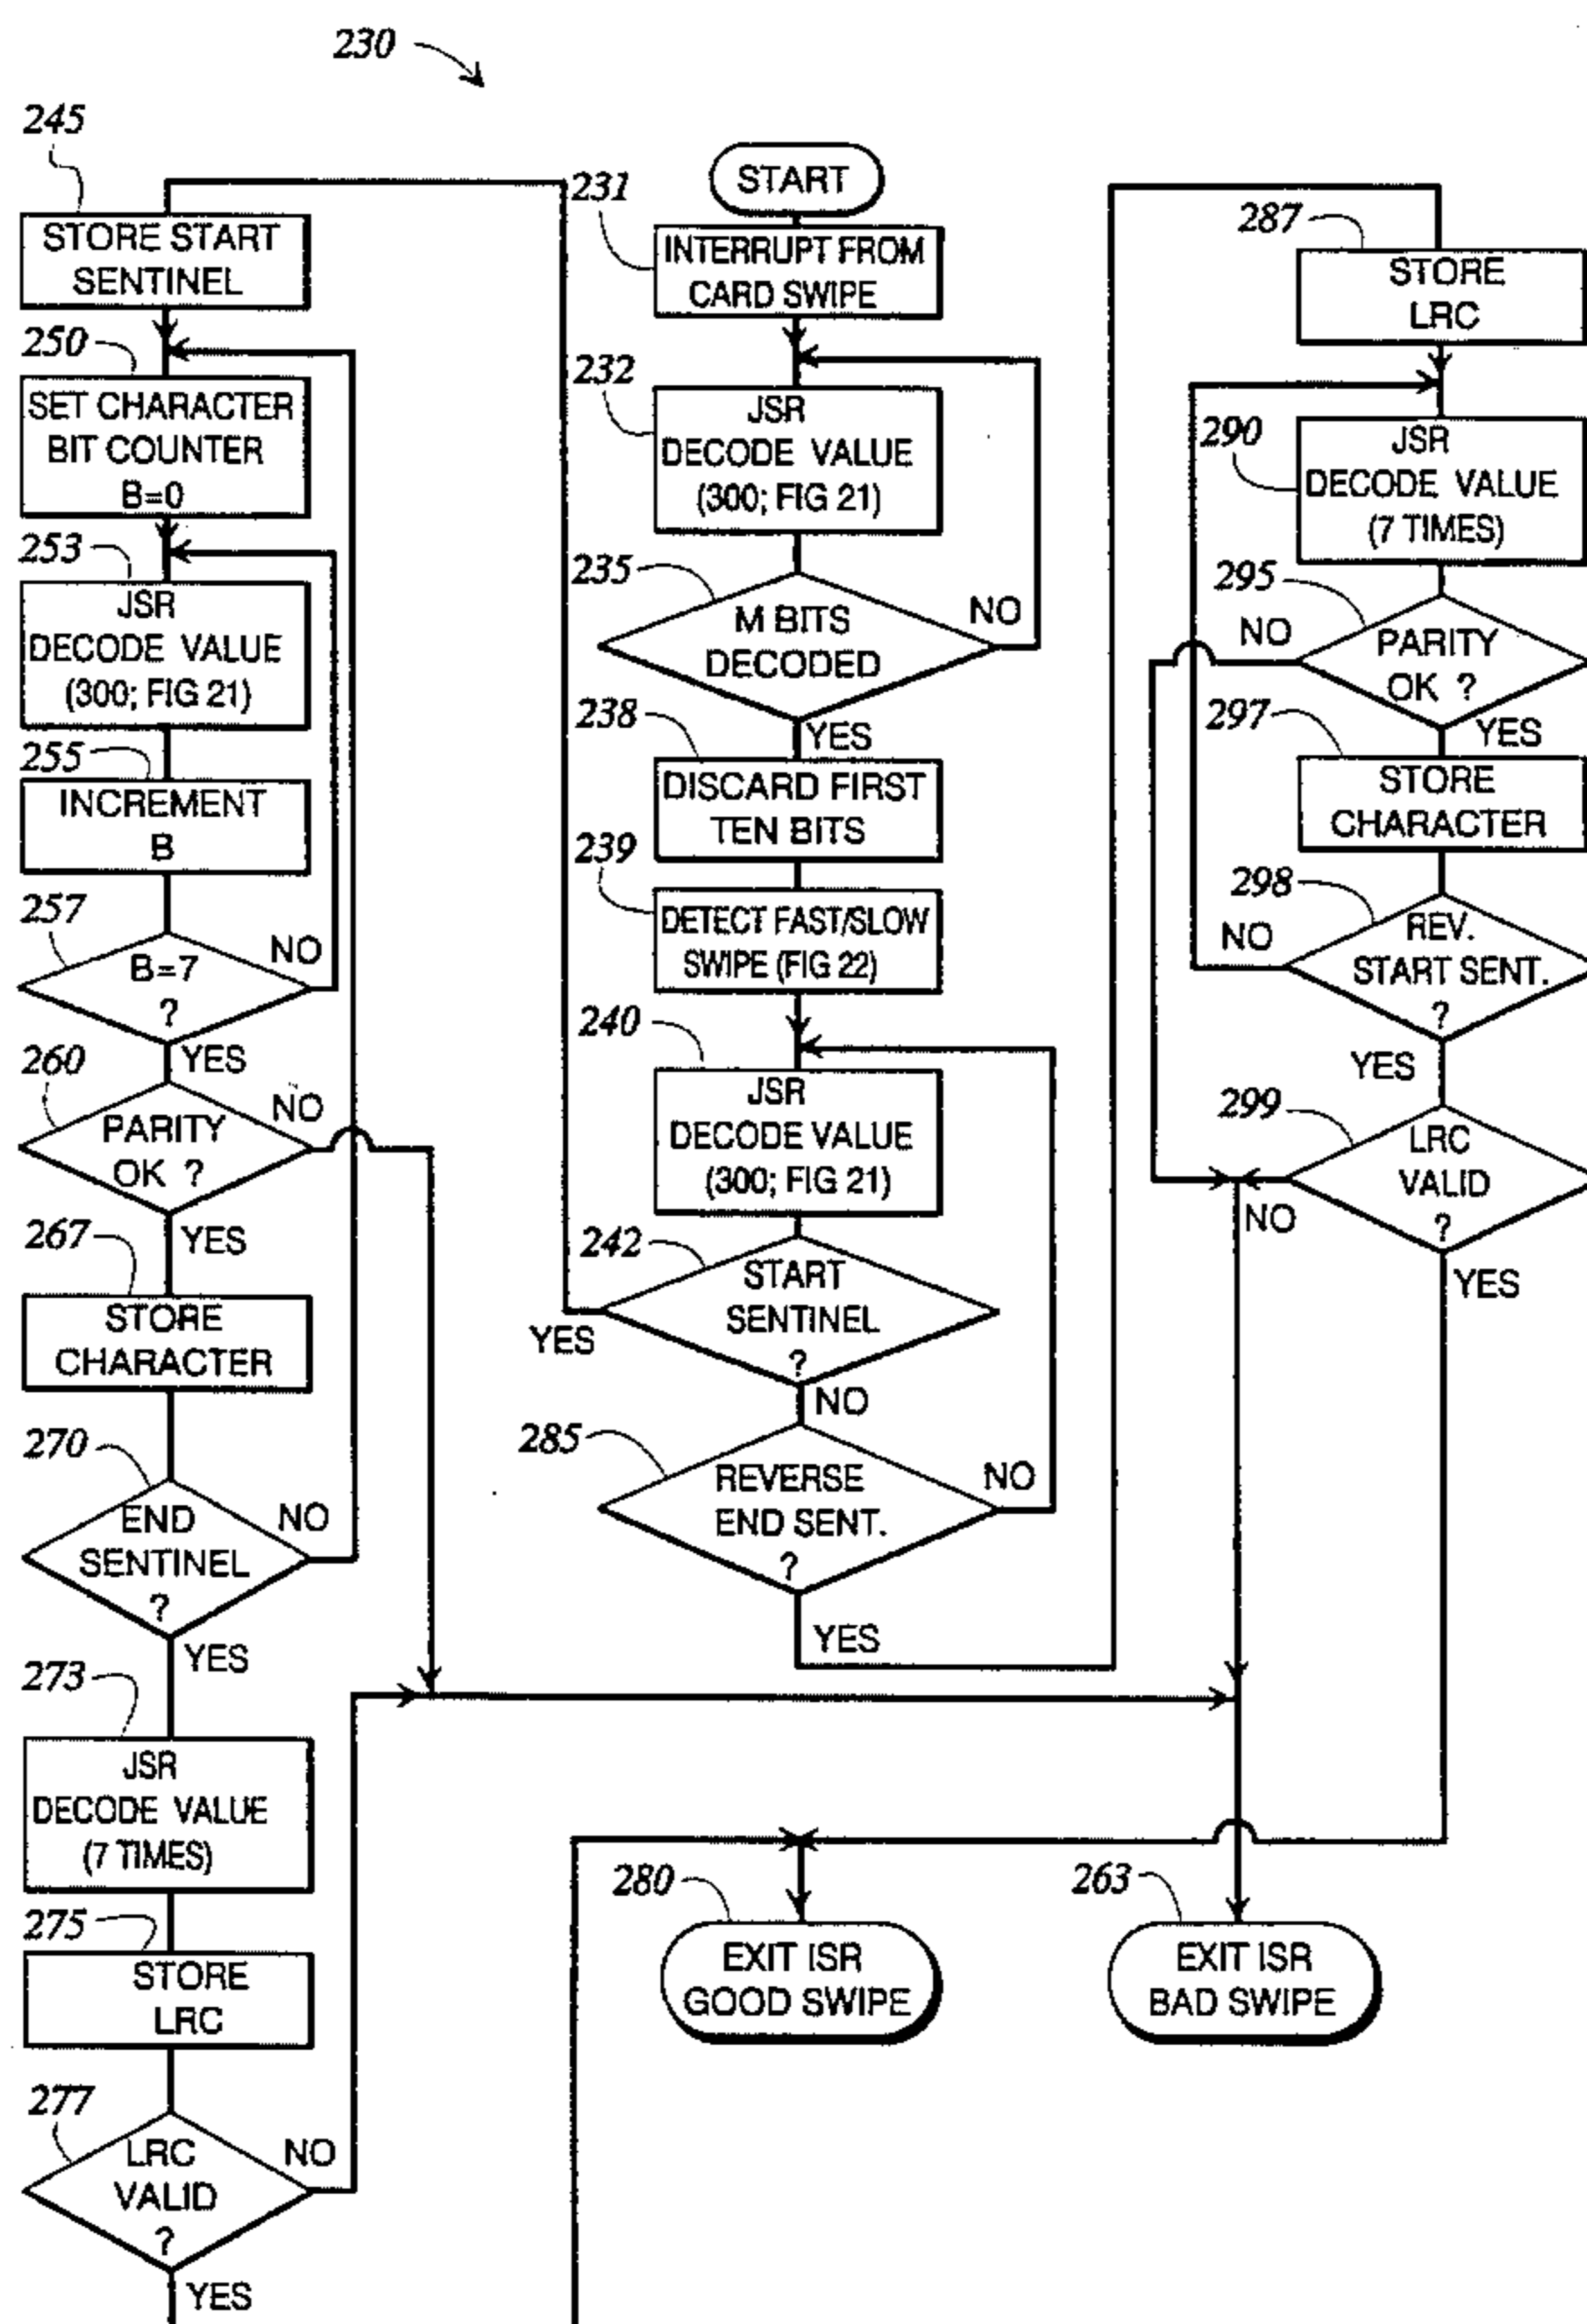 230
245
STORE START
SENTINEL
250
SET CHARACTER
BIT COUNTER
B=0
253
JSR
DECODE VALUE
(300; FIG 21)
255
INCREMENT
B
257
B=7
?
NO
YES
260
PARITY
OK ?
NO
YES
267
STORE
CHARACTER
270
END
SENTINEL
?
NO
YES
273
JSR
DECODE VALUE
(7 TIMES)
275
STORE
LRC
277
LRC
VALID
?
NO
YES
START
231
INTERRUPT FROM
CARD SWIPE
232
JSR
DECODE VALUE
(300; FIG 21)
235
M BITS
DECODED
NO
YES
238
DISCARD FIRST
TEN BITS
239
DETECT FAST/SLOW
SWIPE (FIG 22)
240
JSR
DECODE VALUE
(300; FIG 21)
242
START
SENTINEL
?
YES
NO
285
REVERSE
END SENT.
?
NO
YES
280
EXIT ISR
GOOD SWIPE
287
STORE
LRC
290
JSR
DECODE VALUE
(7 TIMES)
295
NO
PARITY
OK ?
YES
297
STORE
CHARACTER
298
NO
REV.
START SENT.
?
YES
299
LRC
VALID
?
NO
YES
263
EXIT ISR
BAD SWIPE